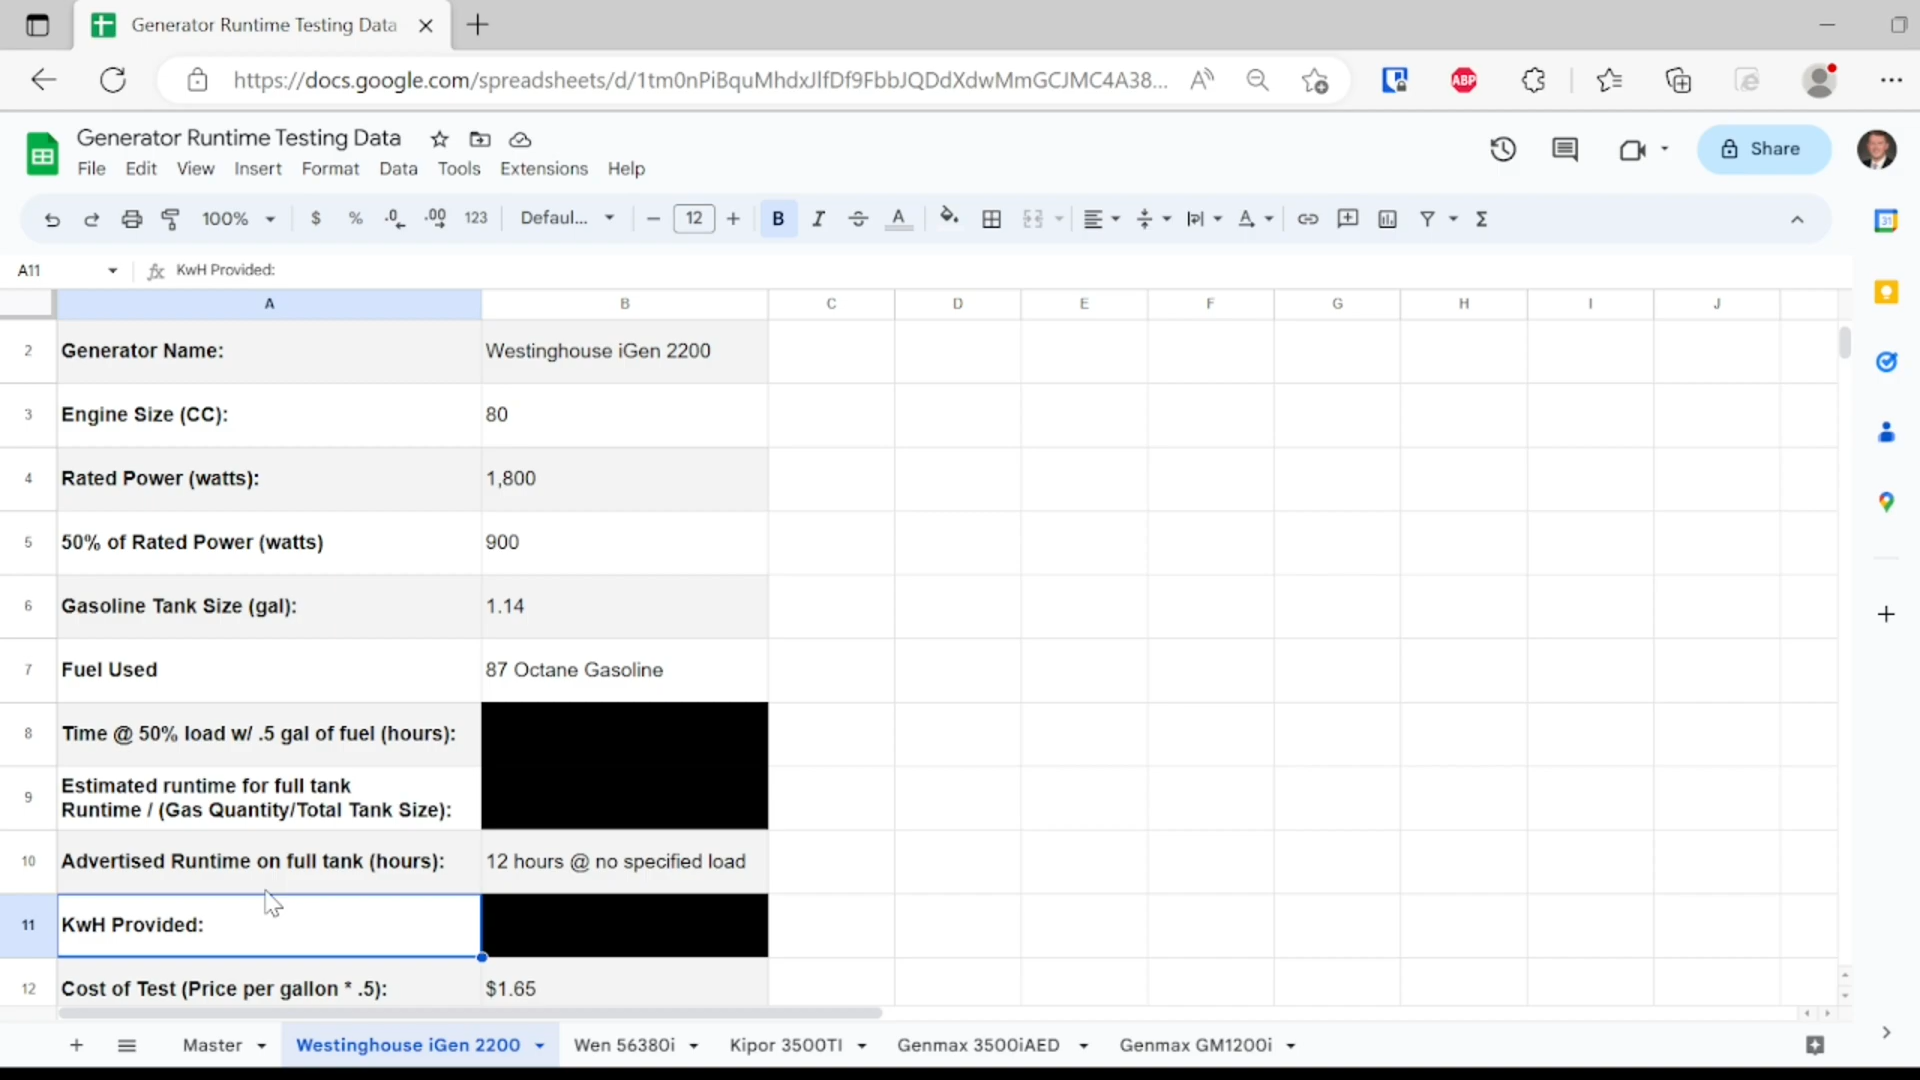 Generator Runtime Testing Data
https://docs.google.com/spreadsheets/d/1tm0nPiBquMhdxJlfDf9FbbJQDdXdwMmGCJMC4A38...
ABP
Generator Runtime Testing Data
File Edit View Insert Format Data Tools Extensions Help
Share
100% $ % .0 .00 123 Defaul... − 12 + B I A
31
A11 fx KwH Provided:
A B C D E F G H I J
2 Generator Name: Westinghouse iGen 2200
3 Engine Size (CC): 80
4 Rated Power (watts): 1,800
5 50% of Rated Power (watts) 900
6 Gasoline Tank Size (gal): 1.14
7 Fuel Used 87 Octane Gasoline
8 Time @ 50% load w/ .5 gal of fuel (hours):
9 Estimated runtime for full tank
Runtime / (Gas Quantity/Total Tank Size):
10 Advertised Runtime on full tank (hours): 12 hours @ no specified load
11 KwH Provided:
12 Cost of Test (Price per gallon * .5): $1.65
Master Westinghouse iGen 2200 Wen 56380i Kipor 3500TI Genmax 3500iAED Genmax GM1200i